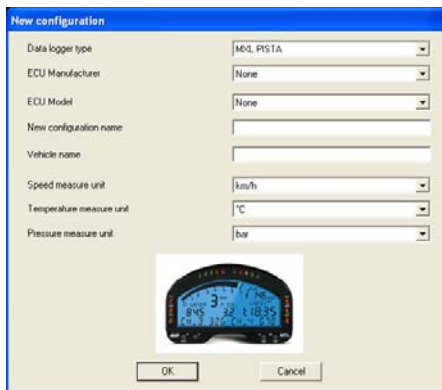 New configuration
Data logger type MXL PISTA
ECU Manufacturer None
ECU Model None
New configuration name
Vehicle name
Speed measure unit km/h
Temperature measure unit °C
Pressure measure unit bar
OK Cancel